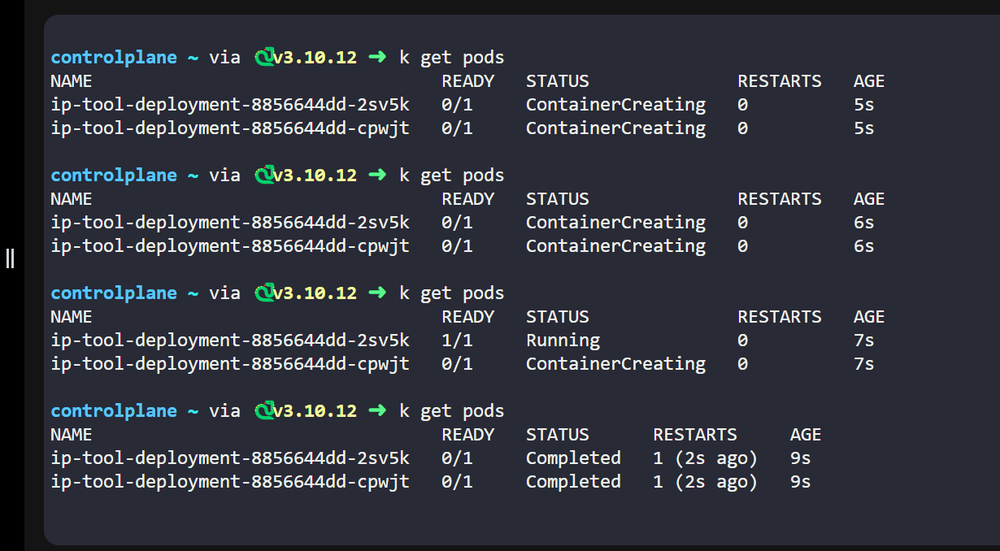 controlplane ~ via v3.10.12 ➜ k get pods
NAME READY STATUS RESTARTS AGE
ip-tool-deployment-8856644dd-2sv5k 0/1 ContainerCreating 0 5s
ip-tool-deployment-8856644dd-cpwjt 0/1 ContainerCreating 0 5s
controlplane ~ via v3.10.12 ➜ k get pods
NAME READY STATUS RESTARTS AGE
ip-tool-deployment-8856644dd-2sv5k 0/1 ContainerCreating 0 6s
ip-tool-deployment-8856644dd-cpwjt 0/1 ContainerCreating 0 6s
controlplane ~ via v3.10.12 ➜ k get pods
NAME READY STATUS RESTARTS AGE
ip-tool-deployment-8856644dd-2sv5k 1/1 Running 0 7s
ip-tool-deployment-8856644dd-cpwjt 0/1 ContainerCreating 0 7s
controlplane ~ via v3.10.12 ➜ k get pods
NAME READY STATUS RESTARTS AGE
ip-tool-deployment-8856644dd-2sv5k 0/1 Completed 1 (2s ago) 9s
ip-tool-deployment-8856644dd-cpwjt 0/1 Completed 1 (2s ago) 9s